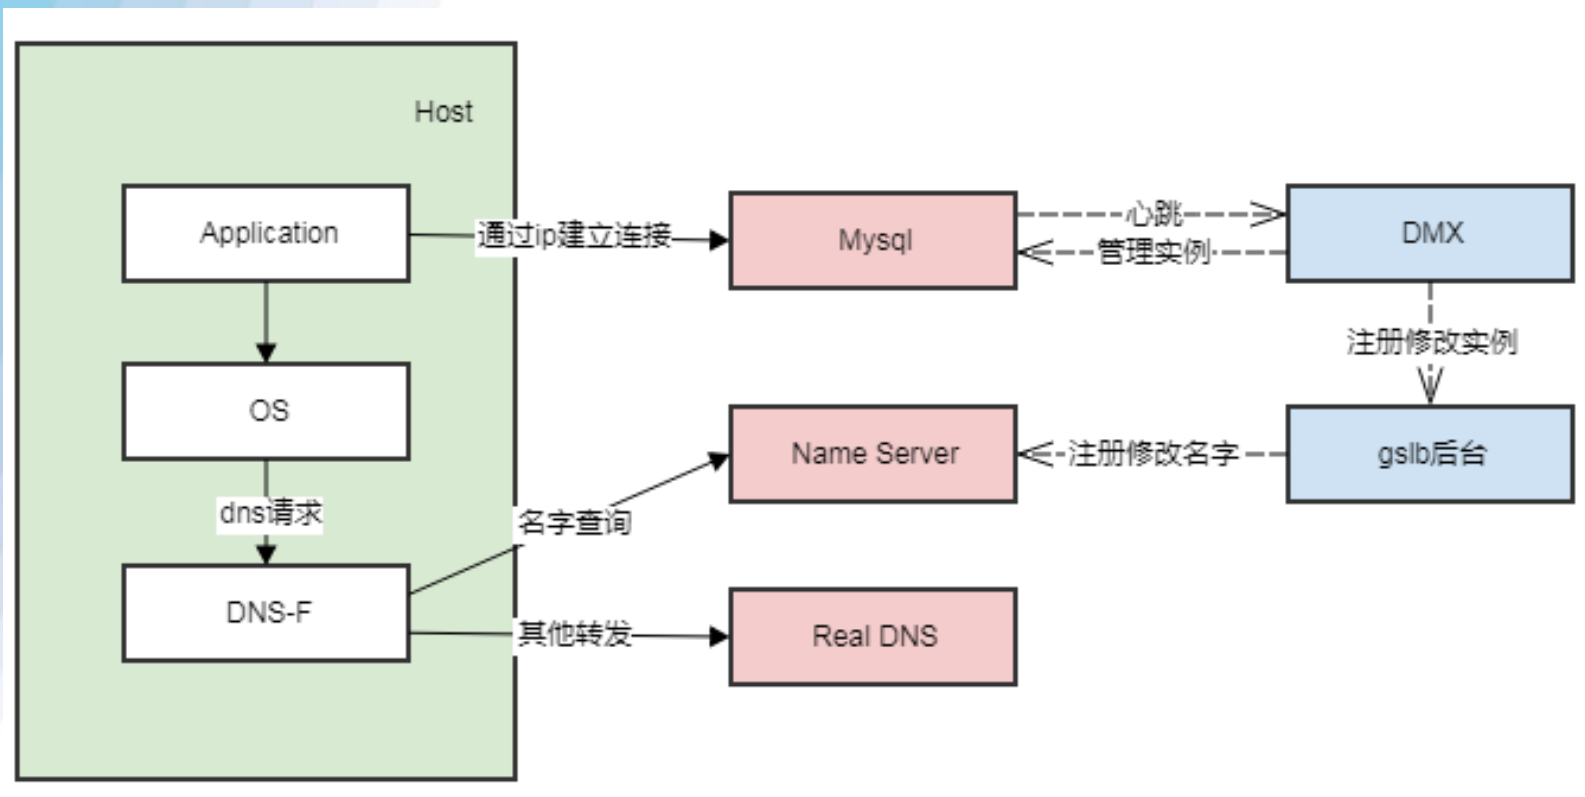 Host
Application
通过ip建立连接
Mysql
心跳
管理实例
DMX
注册修改实例
OS
dns请求
名字查询
Name Server
注册修改名字
gslb后台
DNS-F
其他转发
Real DNS